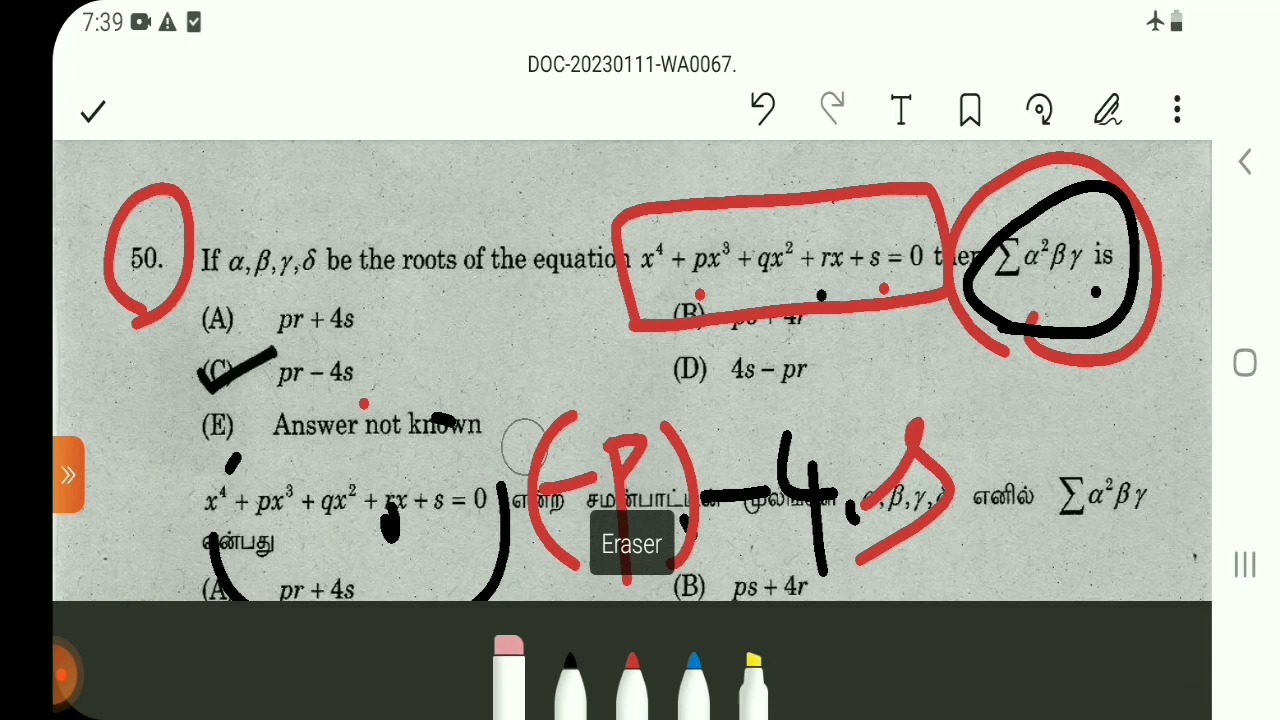 7:39
DOC-20230111-WA0067.
T
50. If α, β, γ, δ be the roots of the equation x⁴ + px³ + qx² + rx + s = 0 then ∑ α²βγ is
(A) pr + 4s (B) ps + 4r
(C) pr − 4s (D) 4s − pr
(E) Answer not known
(−P) −4.S
x⁴ + px³ + qx² + rx + s = 0 என்ற சமன்பாட்டின் மூலங்கள் α, β, γ, δ எனில் ∑ α²βγ
என்பது
Eraser
(A pr + 4s (B) ps + 4r